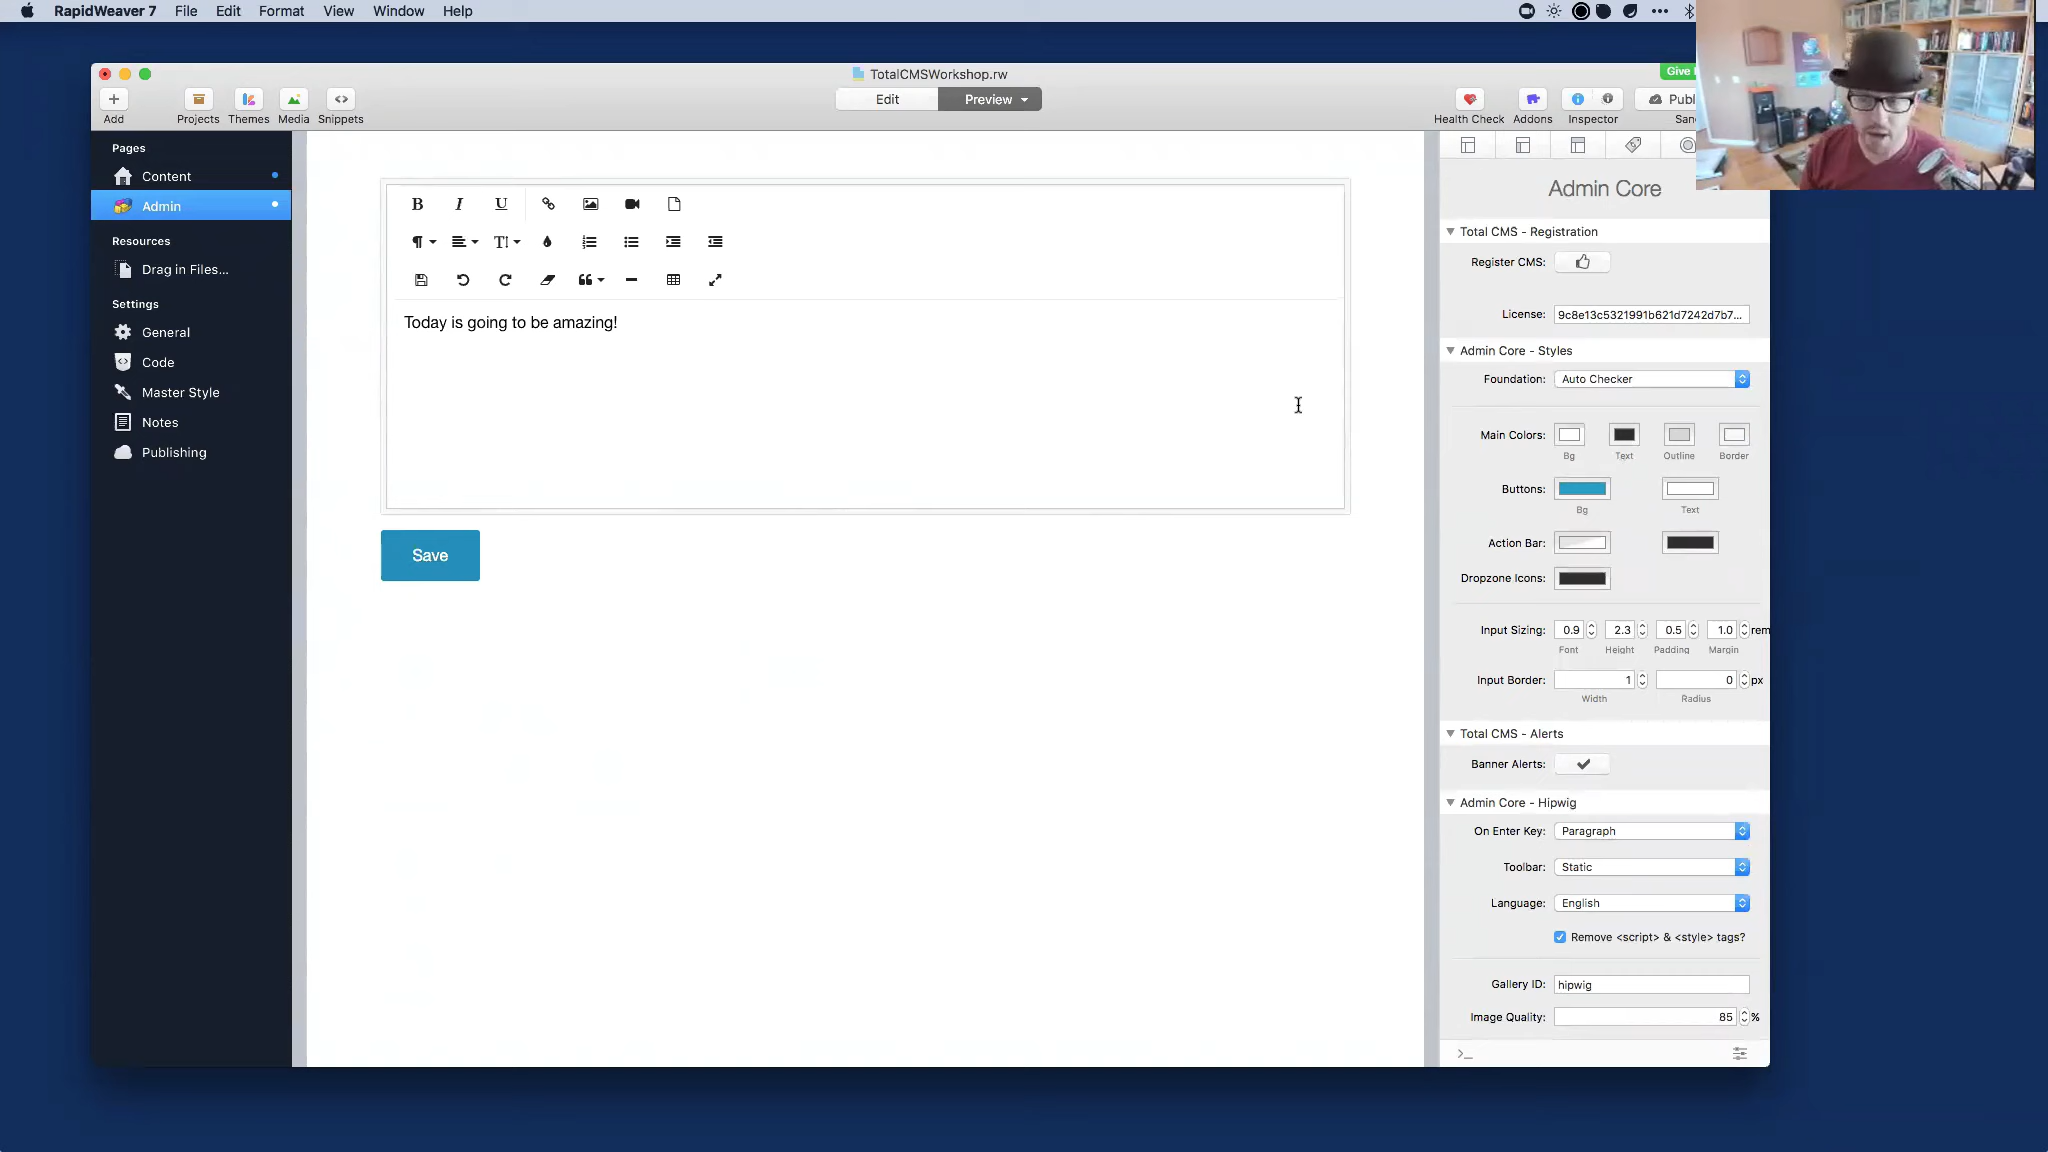 RapidWeaver 7 File Edit Format View Window Help
TotalCMSWorkshop.rw
Give
Edit Preview
Add Projects Themes Media Snippets
Health Check Addons Inspector
Pages
Content
Admin
Resources
Drag in Files...
Settings
General
Code
Master Style
Notes
Publishing
B I U
Today is going to be amazing!
Save
Admin Core
Total CMS - Registration
Register CMS:
License: 9c8e13c5321991b621d7242d7b7...
Admin Core - Styles
Foundation: Auto Checker
Main Colors:
Bg Text Outline Border
Buttons:
Bg Text
Action Bar:
Dropzone Icons:
Input Sizing: 0.9 2.3 0.5 1.0 rem
Font Height Padding Margin
Input Border: 1 0 px
Width Radius
Total CMS - Alerts
Banner Alerts:
Admin Core - Hipwig
On Enter Key: Paragraph
Toolbar: Static
Language: English
Remove <script> & <style> tags?
Gallery ID: hipwig
Image Quality: 85 %